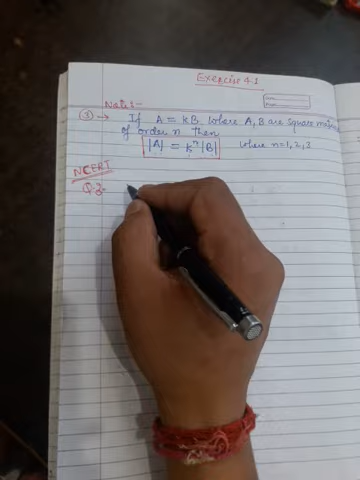 Exercise 4.1
Note:-
③ → If A = kB where A, B are square
of order n then
|A| = kⁿ |B| where n=1,2,3
NCERT
Q3-